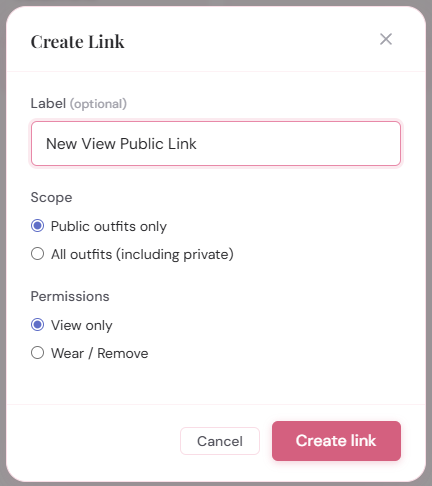 Create Link
Label (optional)
New View Public Link
Scope
Public outfits only
All outfits (including private)
Permissions
View only
Wear / Remove
Cancel
Create link